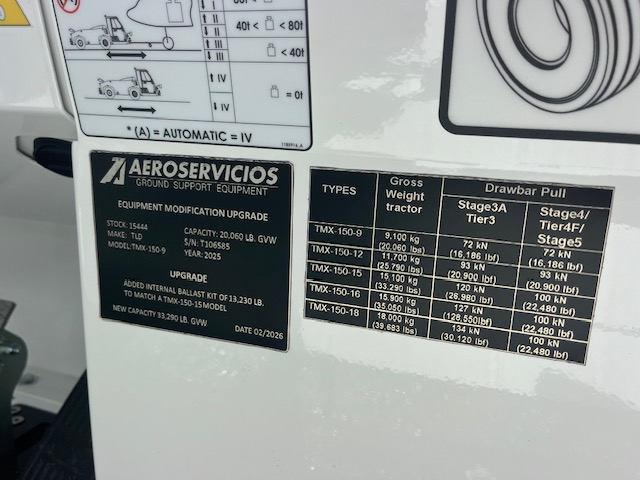 I
II
III
40t < < 80t
I
II
III
< 40t
IV
IV
= 0t
* (A) = AUTOMATIC = IV
AEROSERVICIOS
GROUND SUPPORT EQUIPMENT
EQUIPMENT MODIFICATION UPGRADE
STOCK: 15444 CAPACITY: 20,060 LB. GVW
MAKE: TLD S/N: T106585
MODEL: TMX-150-9 YEAR: 2025
UPGRADE
ADDED INTERNAL BALLAST KIT OF 13,230 LB.
TO MATCH A TMX-150-15 MODEL
NEW CAPACITY 33,290 LB. GVW DATE 02/2026
TYPES Gross Weight tractor Drawbar Pull
Stage3A Tier3 Stage4/ Tier4F/ Stage5
TMX-150-9 9,100 kg (20,060 lbs) 72 kN (16,186 lbf) 72 kN (16,186 lbf)
TMX-150-12 11,700 kg (25,790 lbs) 93 kN (20,900 lbf) 93 kN (20,900 lbf)
TMX-150-15 15,100 kg (33,290 lbs) 120 kN (26,980 lbf) 100 kN (22,480 lbf)
TMX-150-16 15,900 kg (35,050 lbs) 127 kN (128,550lbf) 100 kN (22,480 lbf)
TMX-150-18 18,000 kg (39,683 lbs) 134 kN (30,120 lbf) 100 kN (22,480 lbf)